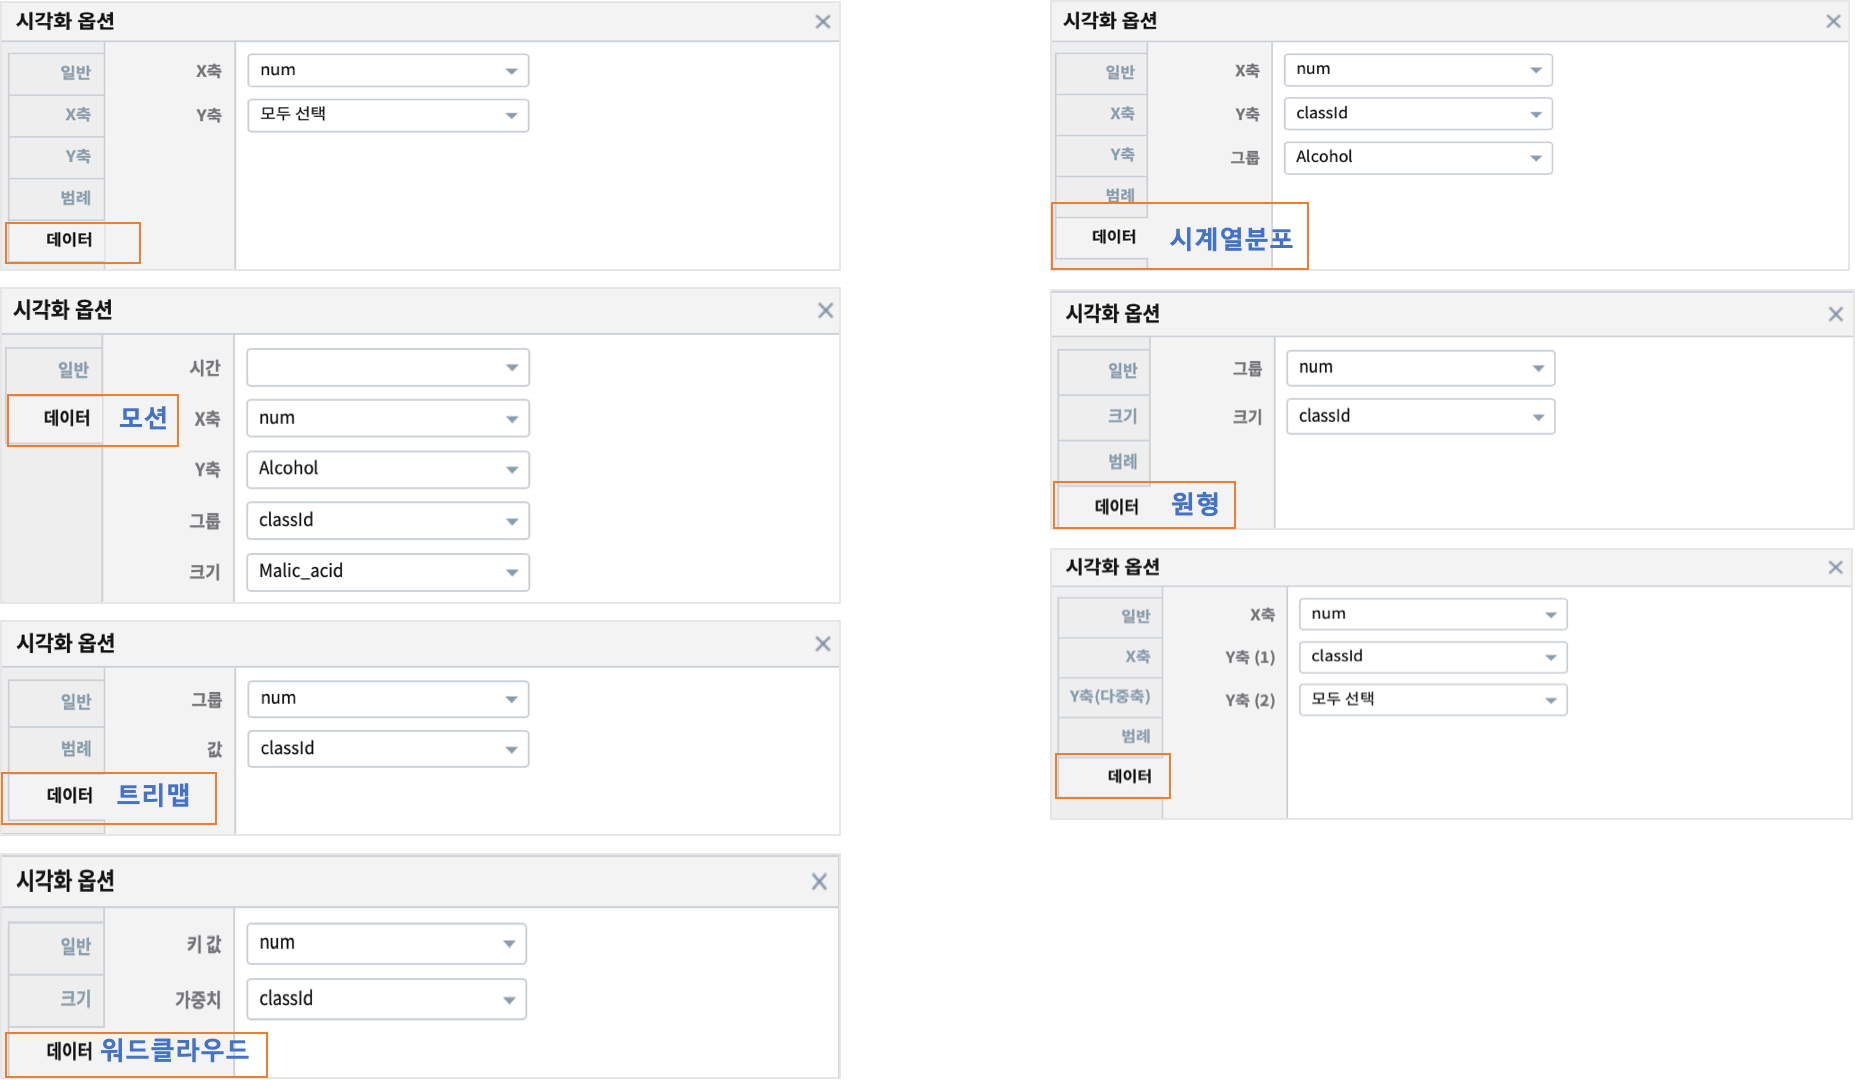 시각화 옵션
일반
X축
num
X축
Y축
모두 선택
Y축
범례
데이터
시각화 옵션
일반
시간
데이터 모션
X축
num
Y축
Alcohol
그룹
classId
크기
Malic_acid
시각화 옵션
일반
그룹
num
범례
값
classId
데이터 트리맵
시각화 옵션
일반
키 값
num
크기
가중치
classId
데이터 워드클라우드
시각화 옵션
일반
X축
num
X축
Y축
classId
Y축
그룹
Alcohol
범례
데이터 시계열분포
시각화 옵션
일반
그룹
num
크기
크기
classId
범례
데이터 원형
시각화 옵션
일반
X축
num
X축
Y축 (1)
classId
Y축(다중축)
Y축 (2)
모두 선택
범례
데이터